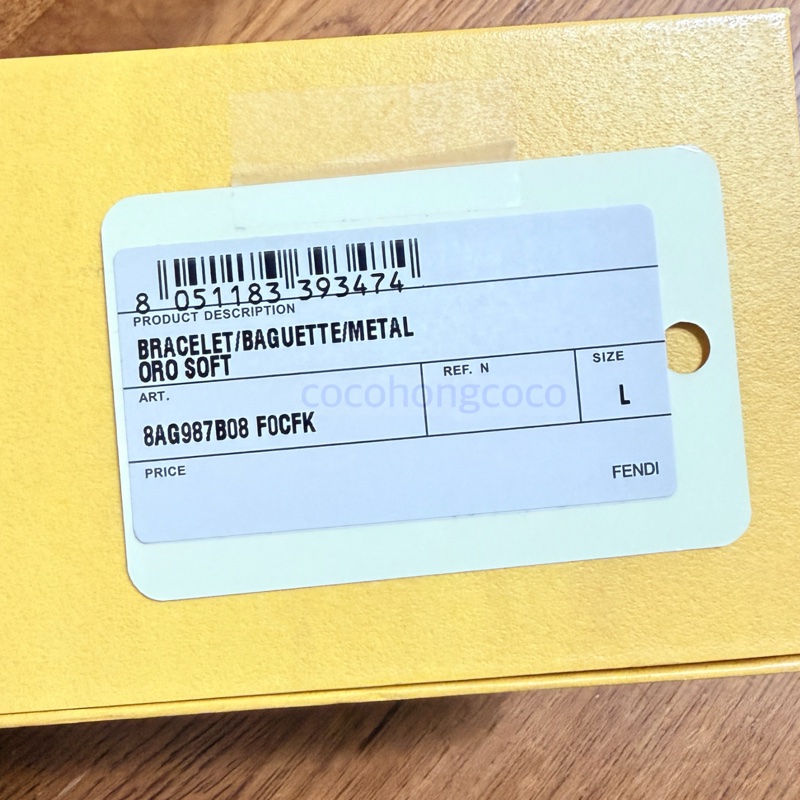 8 051183 393474
PRODUCT DESCRIPTION
BRACELET/BAGUETTE/METAL
ORO SOFT
ART.
REF. N
SIZE
8AG987B08 F0CFK
L
cocohongcoco
PRICE
FENDI